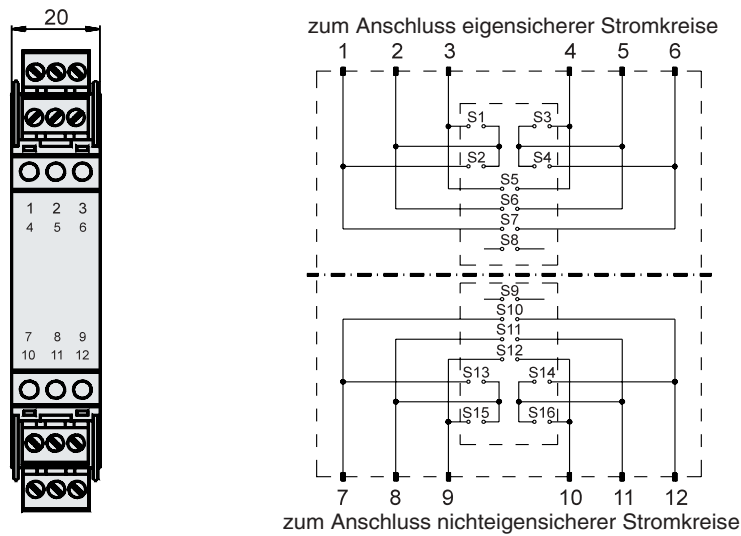 20
1 2 3
4 5 6
7 8 9
10 11 12
zum Anschluss eigensicherer Stromkreise
1 2 3 4 5 6
S1 S3
S2 S4
S5
S6
S7
S8
S9
S10
S11
S12
S13 S14
S15 S16
7 8 9 10 11 12
zum Anschluss nichteigensicherer Stromkreise